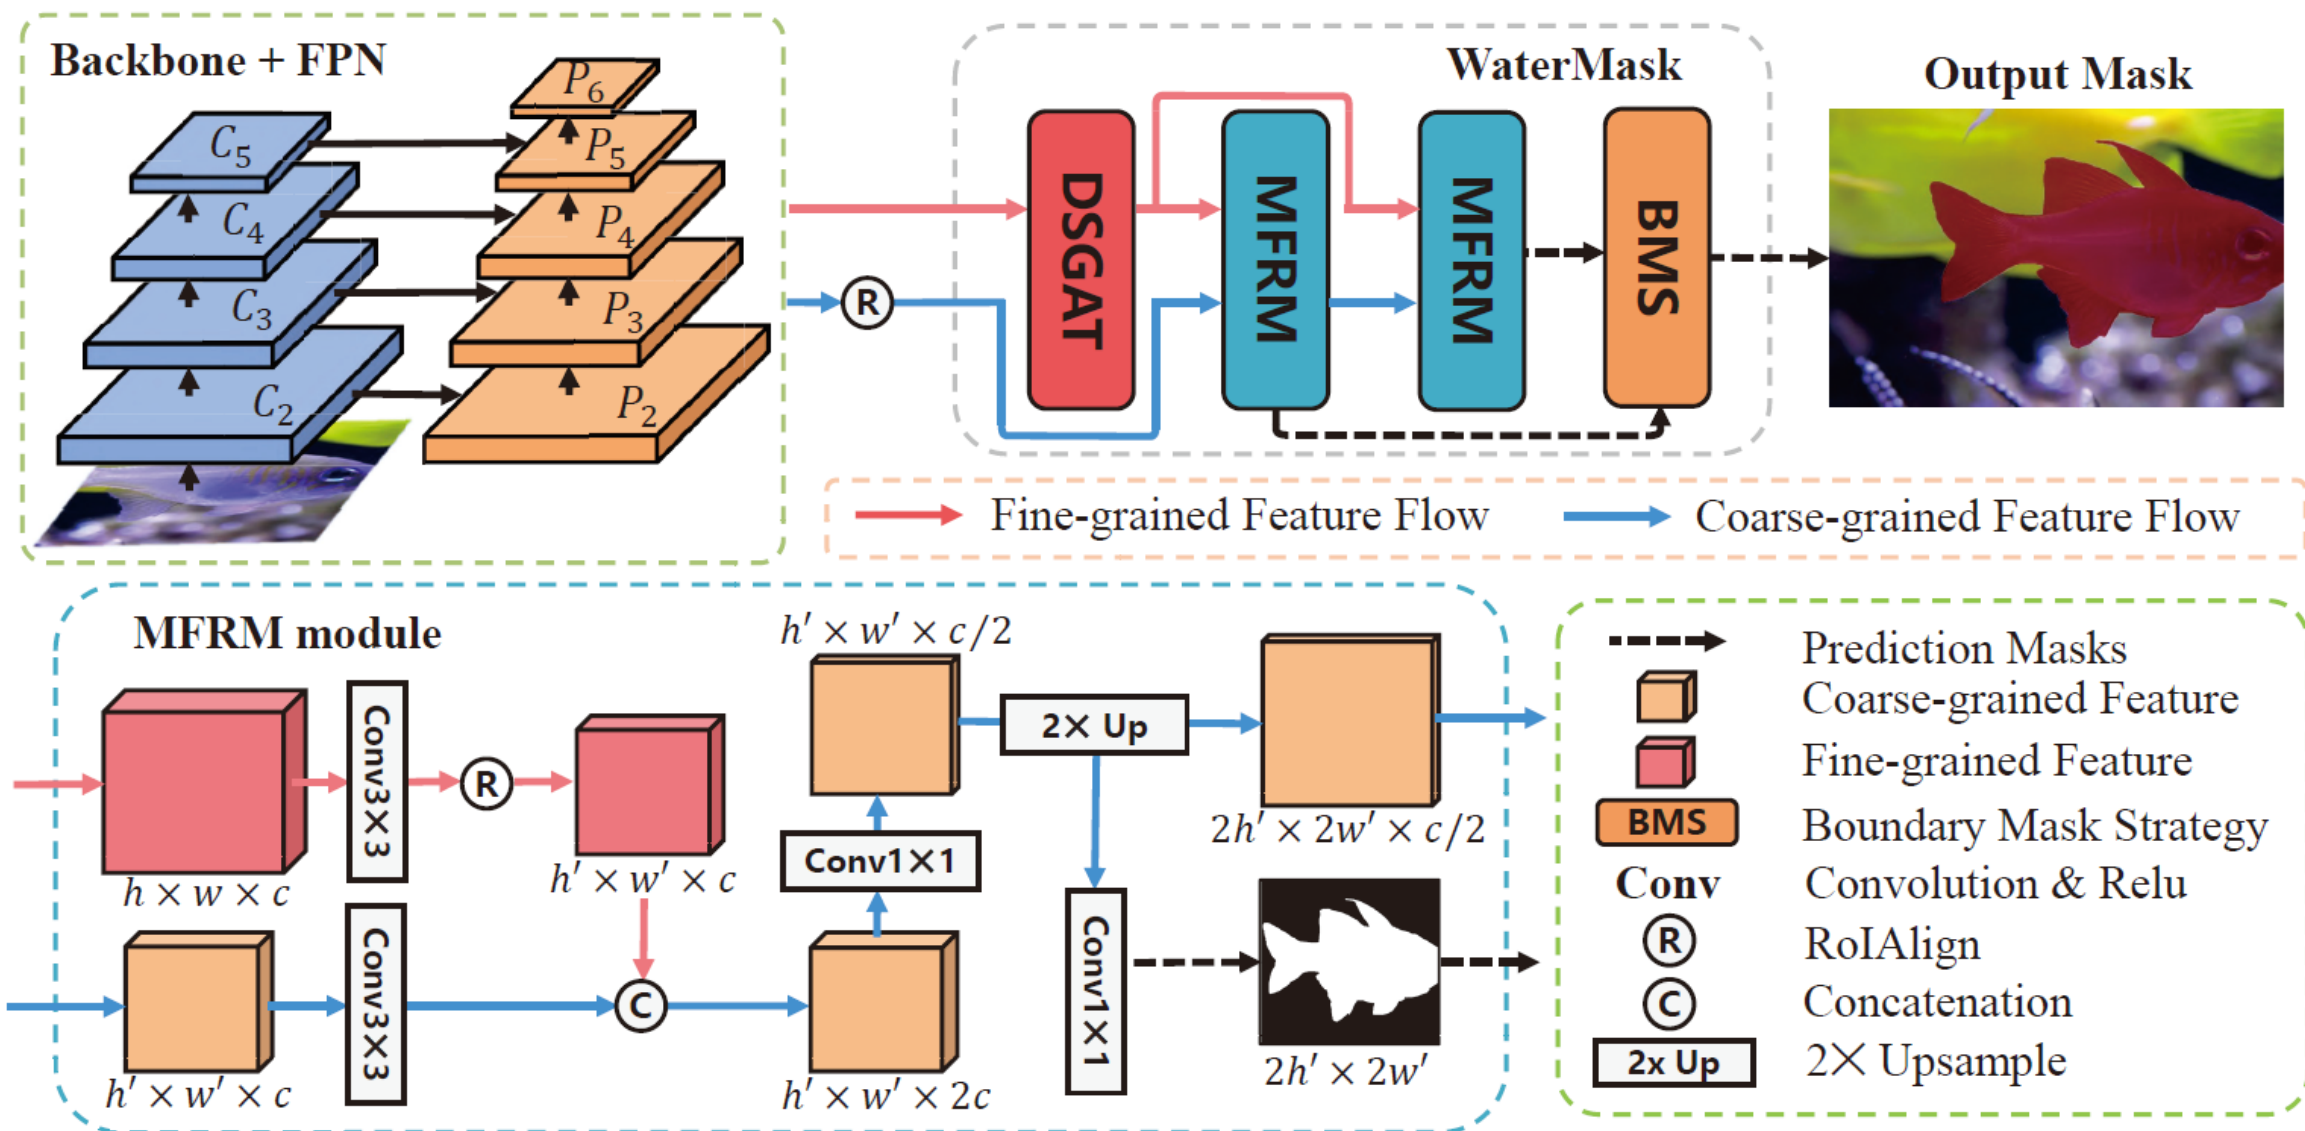 Backbone + FPN
C5
C4
C3
C2
P6
P5
P4
P3
P2
R
WaterMask
DSGAT
MFRM
MFRM
BMS
Output Mask
Fine-grained Feature Flow
Coarse-grained Feature Flow
MFRM module
h × w × c
Conv3×3
R
h′ × w′ × c
h′ × w′ × c
Conv3×3
C
h′ × w′ × 2c
Conv1×1
h′ × w′ × c/2
2× Up
2h′ × 2w′ × c/2
Conv1×1
2h′ × 2w′
Prediction Masks
Coarse-grained Feature
Fine-grained Feature
BMS Boundary Mask Strategy
Conv Convolution & Relu
R RoIAlign
C Concatenation
2x Up 2× Upsample